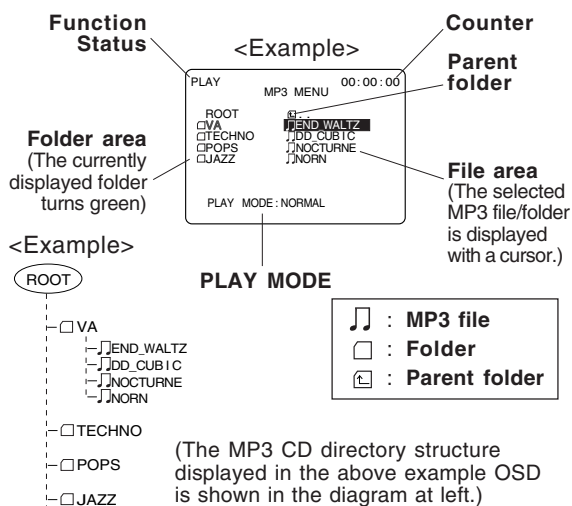 Function
Status
<Example>
Counter
Parent
folder
PLAY
00:00:00
MP3 MENU
ROOT
VA
TECHNO
POPS
JAZZ
..
END_WALTZ
DD_CUBIC
NOCTURNE
NORN
PLAY MODE:NORMAL
Folder area
(The currently
displayed folder
turns green)
File area
(The selected
MP3 file/folder
is displayed
with a cursor.)
PLAY MODE
<Example>
ROOT
VA
END_WALTZ
DD_CUBIC
NOCTURNE
NORN
TECHNO
POPS
JAZZ
: MP3 file
: Folder
: Parent folder
(The MP3 CD directory structure
displayed in the above example OSD
is shown in the diagram at left.)